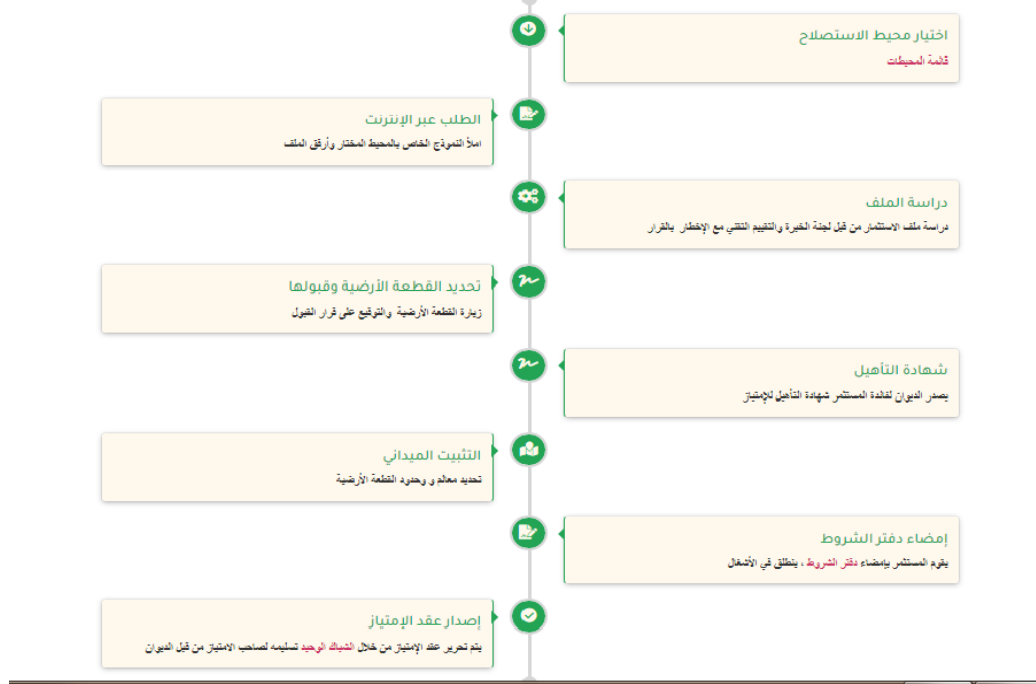 اختيار محيط الاستصلاح
قائمة المحيطات
الطلب عبر الإنترنت
املأ النموذج الخاص بالمحيط المختار وأرفق الملف
دراسة الملف
دراسة ملف الاستثمار من قبل لجنة الخبرة والتقييم التقني مع الإخطار بالقرار
تحديد القطعة الأرضية وقبولها
زيارة القطعة الأرضية والتوقيع على قرار القبول
شهادة التأهيل
يصدر الديوان لفائدة المستثمر شهادة التأهيل للإمتياز
التثبيت الميداني
تحديد معالم و وحدود القطعة الأرضية
إمضاء دفتر الشروط
يقوم المستثمر بإمضاء دفتر الشروط ، ينطلق في الأشغال
إصدار عقد الإمتياز
يتم تحرير عقد الإمتياز من خلال الشباك الوحيد تسليمه لصاحب الامتياز من قبل الديوان